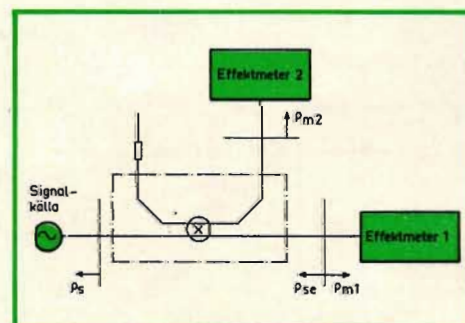 Effektmeter 2
ρm2
Signal-
källa
Effektmeter 1
ρs
ρse
ρm1